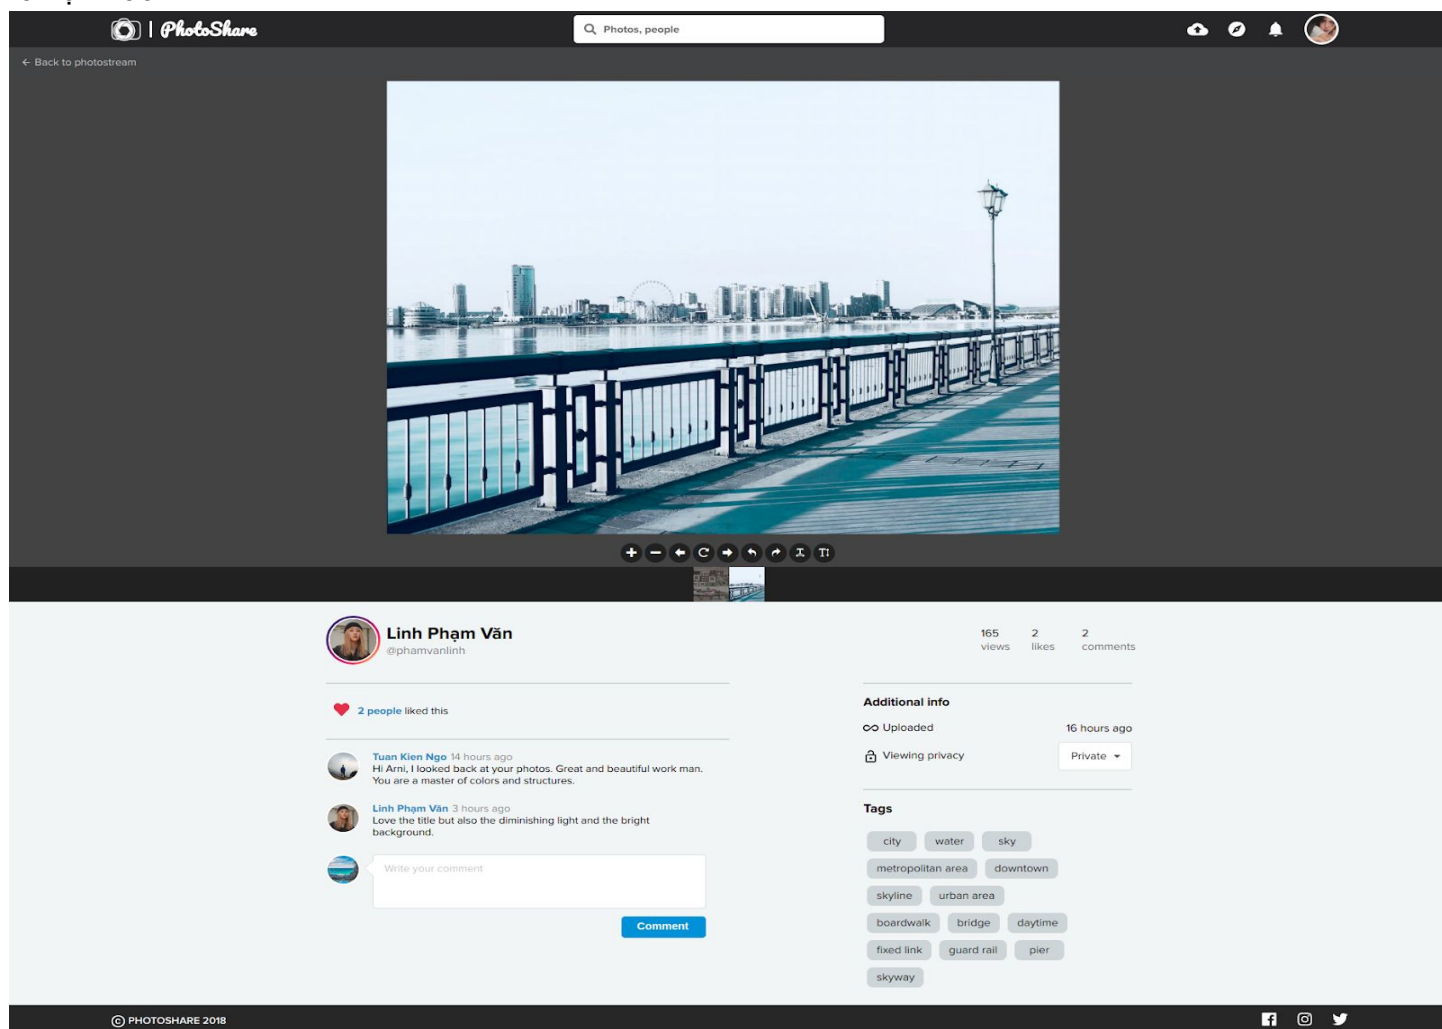 PhotoShare
Photos, people
← Back to photostream
Linh Phạm Văn
@phamvanlinh
165 views
2 likes
2 comments
2 people liked this
Tuan Kien Ngo 14 hours ago
Hi Arni, I looked back at your photos. Great and beautiful work man.
You are a master of colors and structures.
Linh Phạm Văn 3 hours ago
Love the title but also the diminishing light and the bright
background.
Write your comment
Comment
Additional info
Uploaded 16 hours ago
Viewing privacy Private
Tags
city water sky
metropolitan area downtown
skyline urban area
boardwalk bridge daytime
fixed link guard rail pier
skyway
© PHOTOSHARE 2018